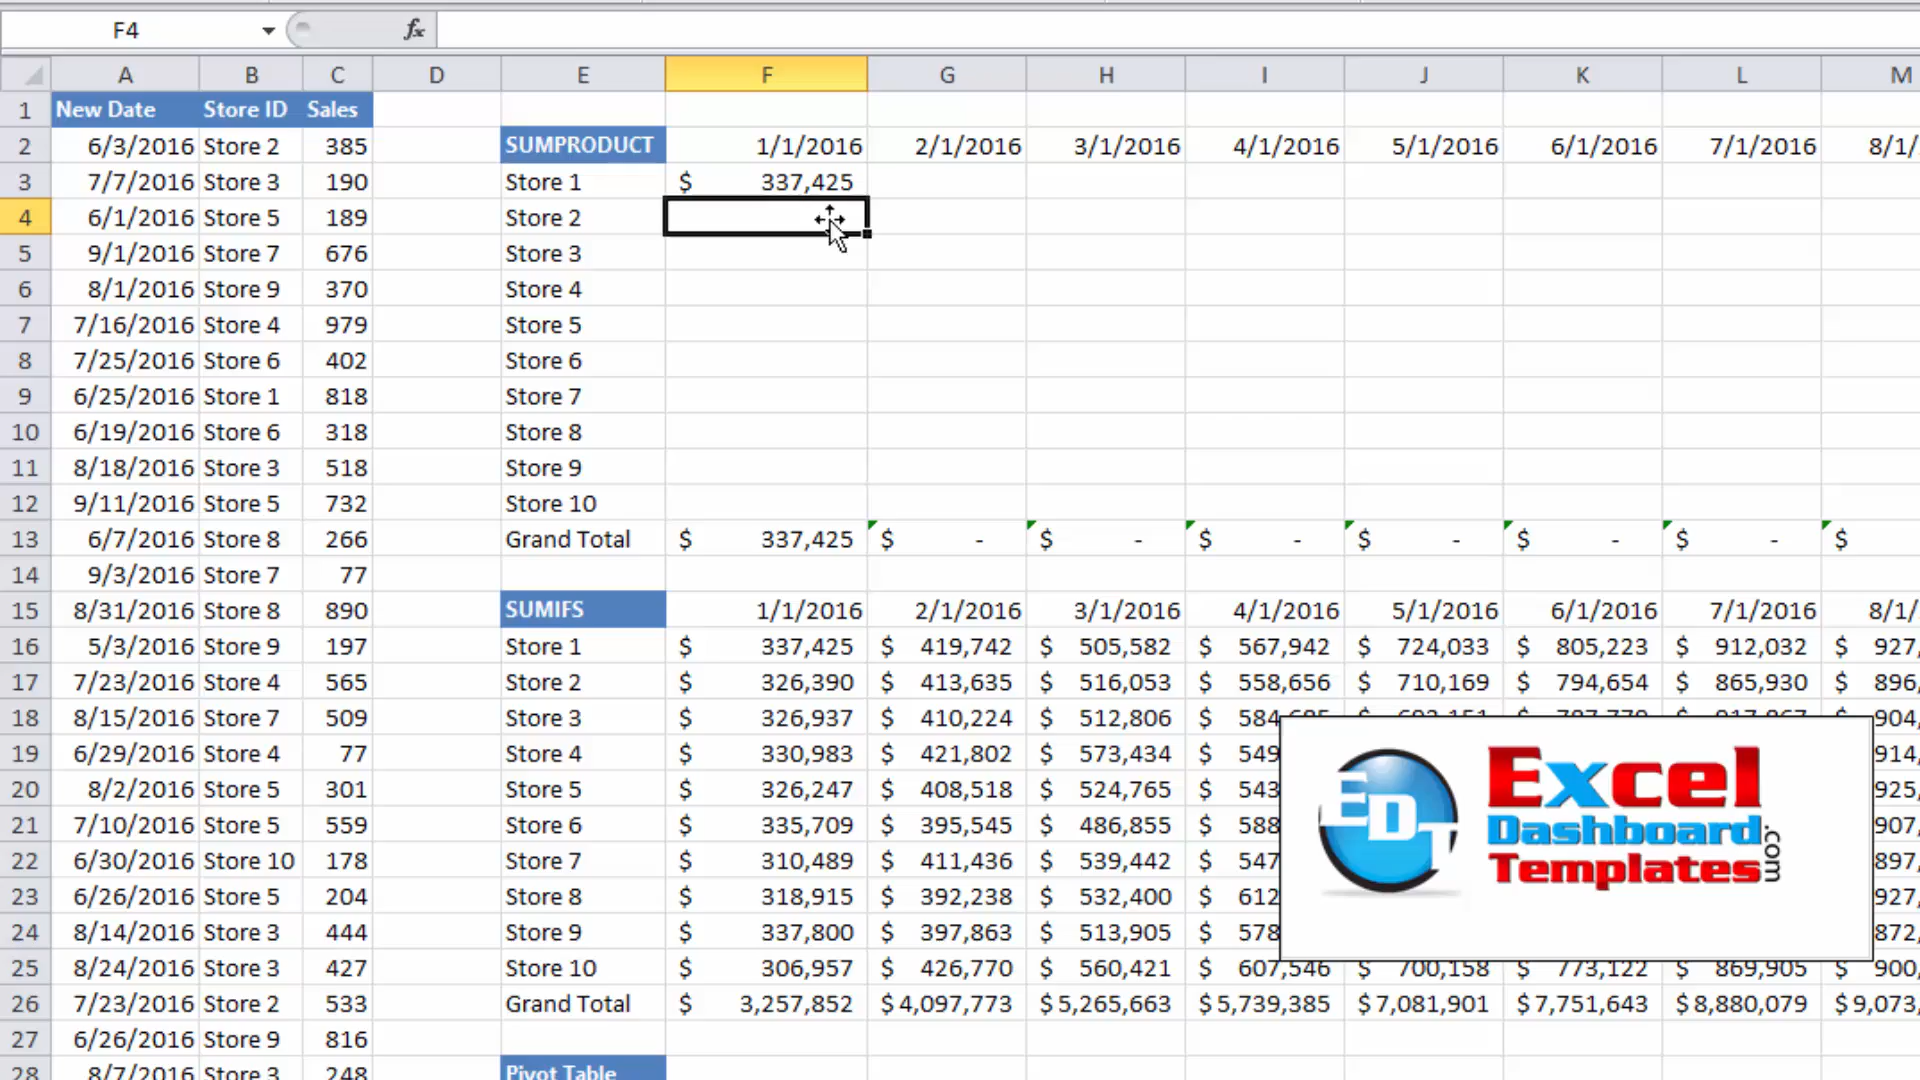 F4 fx
A B C D E F G H I J K L M
1 New Date Store ID Sales
2 6/3/2016 Store 2 385 SUMPRODUCT 1/1/2016 2/1/2016 3/1/2016 4/1/2016 5/1/2016 6/1/2016 7/1/2016 8/1/
3 7/7/2016 Store 3 190 Store 1 $ 337,425
4 6/1/2016 Store 5 189 Store 2
5 9/1/2016 Store 7 676 Store 3
6 8/1/2016 Store 9 370 Store 4
7 7/16/2016 Store 4 979 Store 5
8 7/25/2016 Store 6 402 Store 6
9 6/25/2016 Store 1 818 Store 7
10 6/19/2016 Store 6 318 Store 8
11 8/18/2016 Store 3 518 Store 9
12 9/11/2016 Store 5 732 Store 10
13 6/7/2016 Store 8 266 Grand Total $ 337,425 $ - $ - $ - $ - $ - $ - $
14 9/3/2016 Store 7 77
15 8/31/2016 Store 8 890 SUMIFS 1/1/2016 2/1/2016 3/1/2016 4/1/2016 5/1/2016 6/1/2016 7/1/2016 8/1/
16 5/3/2016 Store 9 197 Store 1 $ 337,425 $ 419,742 $ 505,582 $ 567,942 $ 724,033 $ 805,223 $ 912,032 $ 927,
17 7/23/2016 Store 4 565 Store 2 $ 326,390 $ 413,635 $ 516,053 $ 558,656 $ 710,169 $ 794,654 $ 865,930 $ 896,
18 8/15/2016 Store 7 509 Store 3 $ 326,937 $ 410,224 $ 512,806 $ 904,
19 6/29/2016 Store 4 77 Store 4 $ 330,983 $ 421,802 $ 573,434 $ 549 914,
20 8/2/2016 Store 5 301 Store 5 $ 326,247 $ 408,518 $ 524,765 $ 543 925,
21 7/10/2016 Store 5 559 Store 6 $ 335,709 $ 395,545 $ 486,855 $ 588 907,
22 6/30/2016 Store 10 178 Store 7 $ 310,489 $ 411,436 $ 539,442 $ 547 897,
23 6/26/2016 Store 5 204 Store 8 $ 318,915 $ 392,238 $ 532,400 $ 612 927,
24 8/14/2016 Store 3 444 Store 9 $ 337,800 $ 397,863 $ 513,905 $ 578 872,
25 8/24/2016 Store 3 427 Store 10 $ 306,957 $ 426,770 $ 560,421 $ 607,546 $ 700,158 $ 773,122 $ 869,905 $ 900,
26 7/23/2016 Store 2 533 Grand Total $ 3,257,852 $ 4,097,773 $ 5,265,663 $ 5,739,385 $ 7,081,901 $ 7,751,643 $ 8,880,079 $ 9,073,
27 6/26/2016 Store 9 816
28 8/7/2016 Store 3 248 Pivot Table
EDT
Excel
Dashboard
Templates
.com